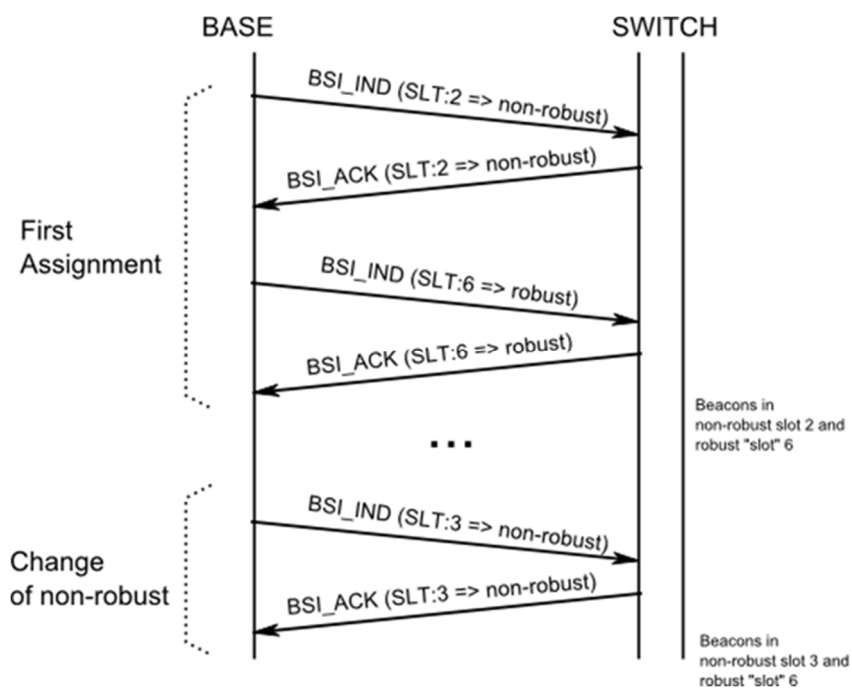 BASE
SWITCH
BSI_IND (SLT:2 => non-robust)
BSI_ACK (SLT:2 => non-robust)
First
Assignment
BSI_IND (SLT:6 => robust)
BSI_ACK (SLT:6 => robust)
Beacons in
non-robust slot 2 and
robust "slot" 6
...
BSI_IND (SLT:3 => non-robust)
Change
of non-robust
BSI_ACK (SLT:3 => non-robust)
Beacons in
non-robust slot 3 and
robust "slot" 6